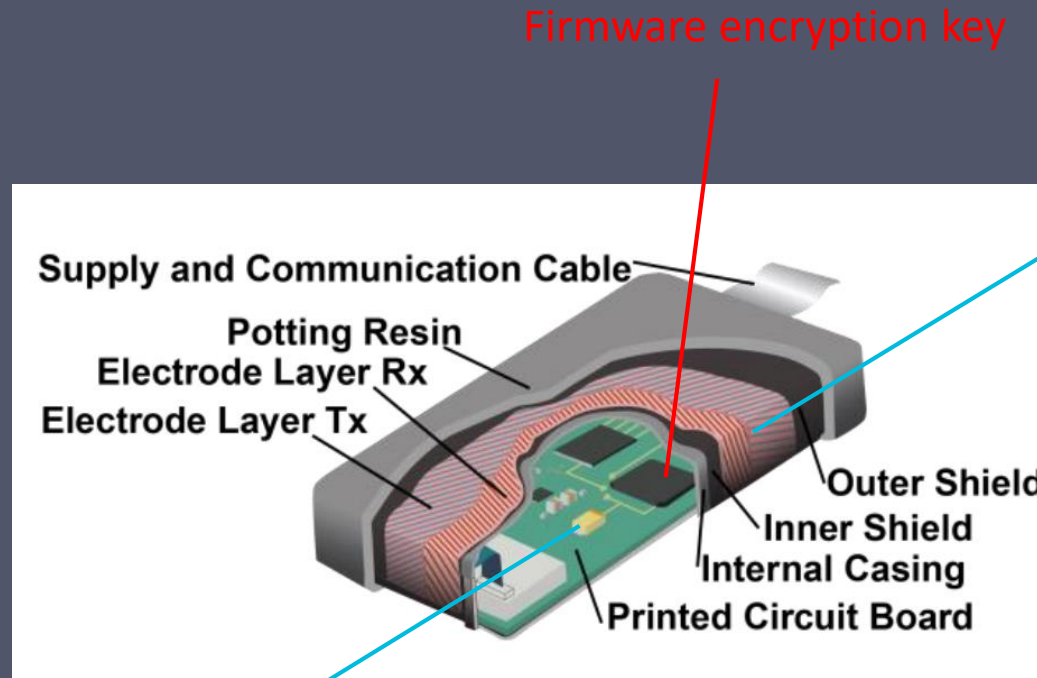 Firmware encryption key
Supply and Communication Cable
Potting Resin
Electrode Layer Rx
Electrode Layer Tx
Outer Shield
Inner Shield
Internal Casing
Printed Circuit Board